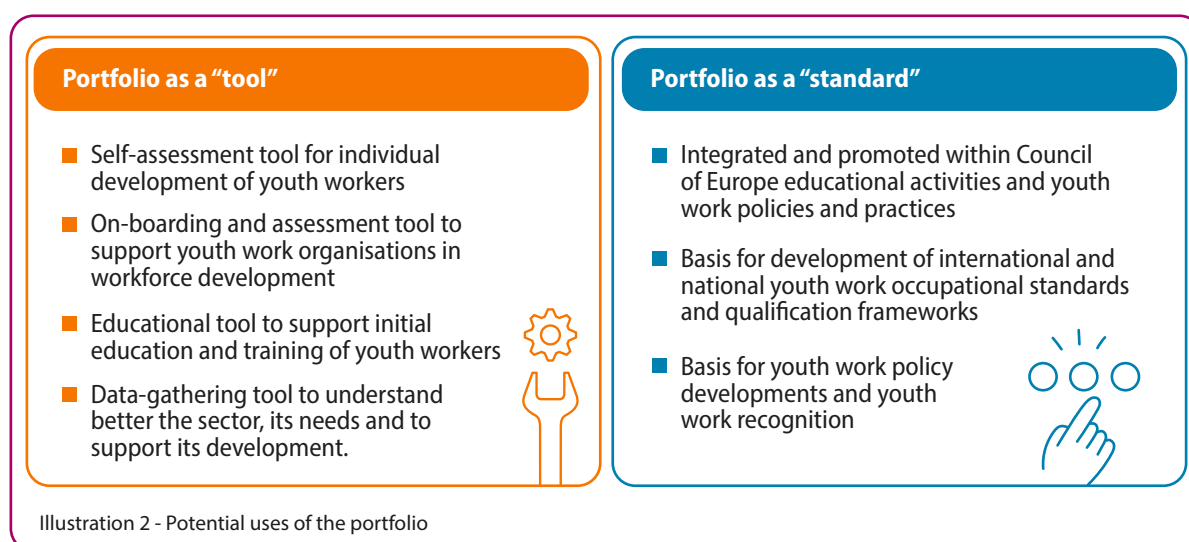 Portfolio as a “tool”
Self-assessment tool for individual
development of youth workers
On-boarding and assessment tool to
support youth work organisations in
workforce development
Educational tool to support initial
education and training of youth workers
Data-gathering tool to understand
better the sector, its needs and to
support its development.
Portfolio as a “standard”
Integrated and promoted within Council
of Europe educational activities and youth
work policies and practices
Basis for development of international and
national youth work occupational standards
and qualification frameworks
Basis for youth work policy
developments and youth
work recognition
Illustration 2 - Potential uses of the portfolio